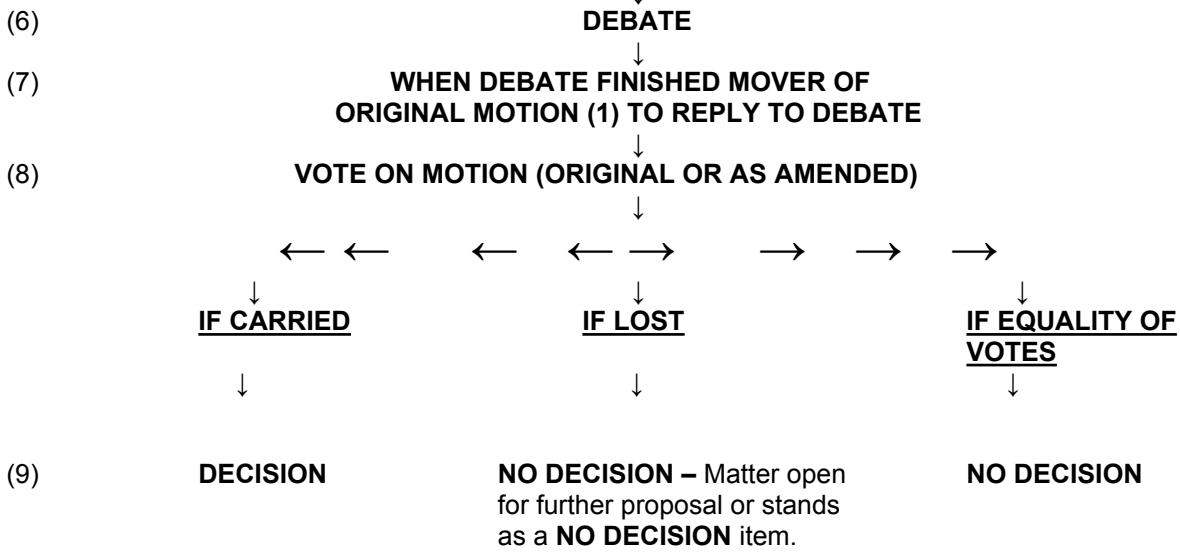 (6) DEBATE
↓
(7) WHEN DEBATE FINISHED MOVER OF
ORIGINAL MOTION (1) TO REPLY TO DEBATE
↓
(8) VOTE ON MOTION (ORIGINAL OR AS AMENDED)
↓
← ← ← ← → → → →
↓ ↓ ↓
IF CARRIED IF LOST IF EQUALITY OF
VOTES
↓ ↓ ↓
(9) DECISION NO DECISION – Matter open NO DECISION
for further proposal or stands
as a NO DECISION item.